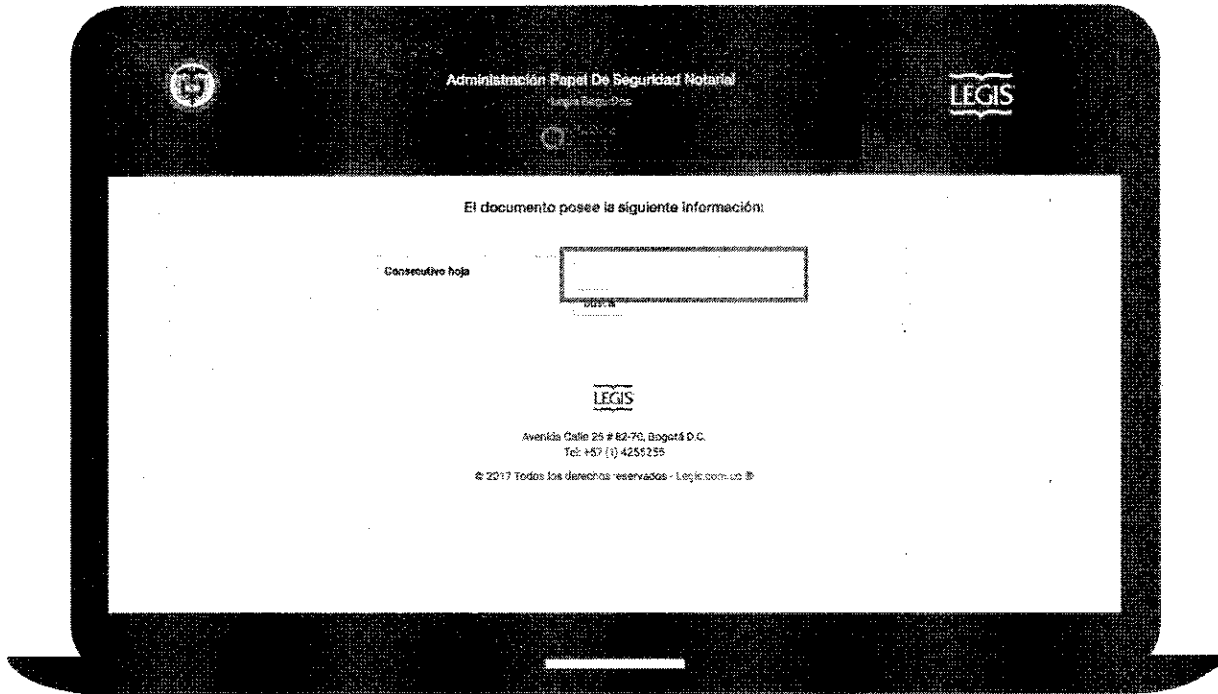 Administración Papel De Seguridad Notarial
LEGIS
El documento posee la siguiente información:
Consecutivo hoja
LEGIS
Avenida Calle 26 # 82-70, Bogotá D.C.
Tel: +57 (1) 4255255
© 2017 Todos los derechos reservados - Legis.com.co ®